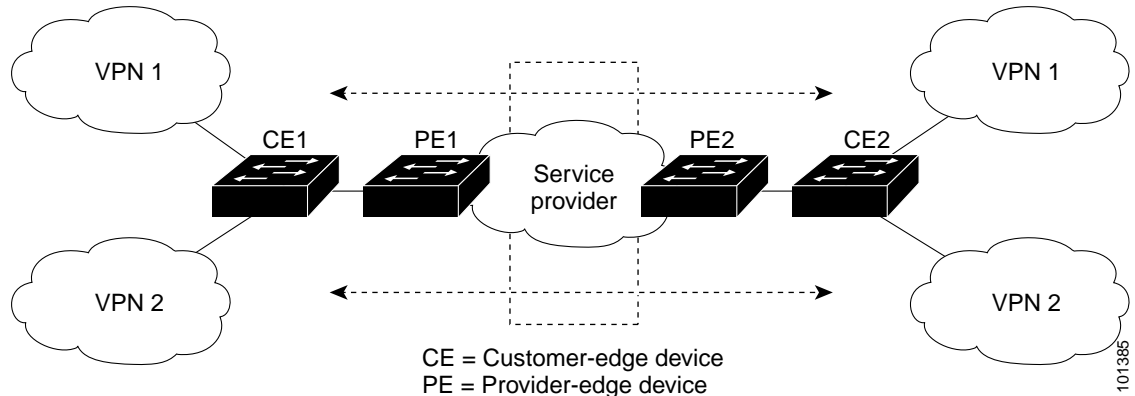 VPN 1
VPN 1
CE1
PE1
PE2
CE2
Service
provider
VPN 2
VPN 2
CE = Customer-edge device
PE = Provider-edge device
101385